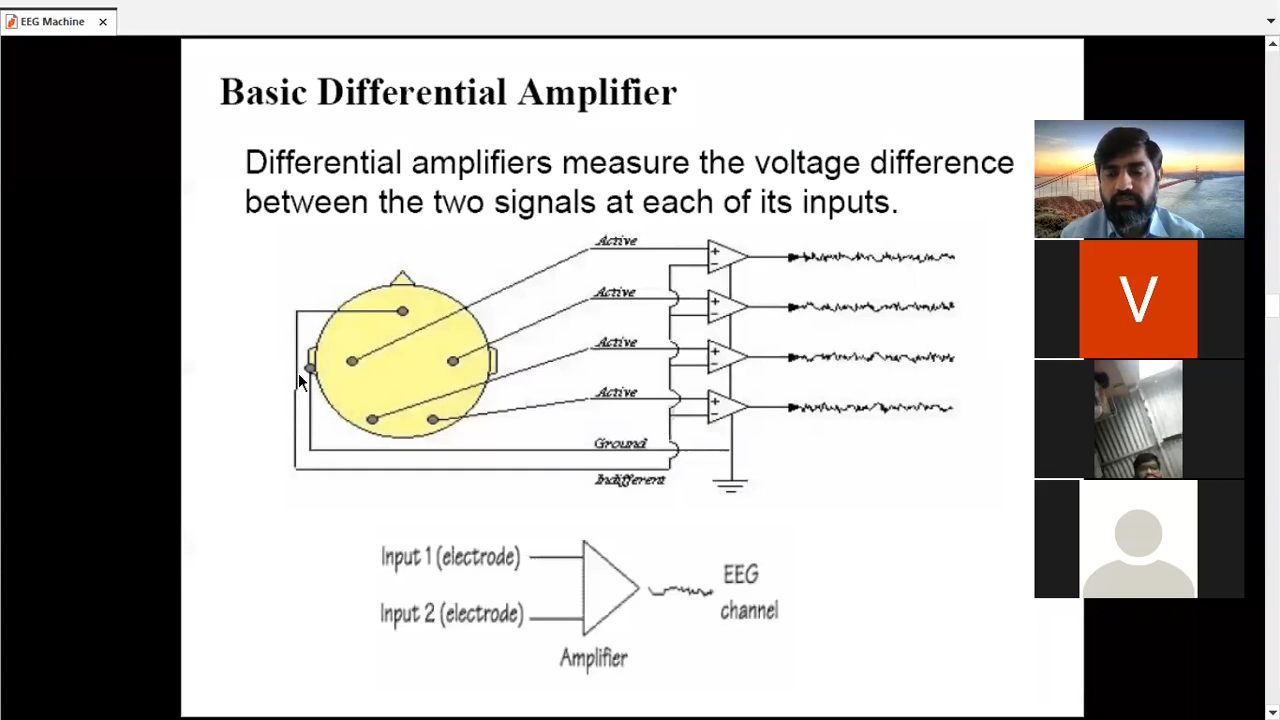 EEG Machine
Basic Differential Amplifier
Differential amplifiers measure the voltage difference
between the two signals at each of its inputs.
Active
Active
Active
Active
Ground
Indifferent
+
−
+
−
+
−
+
−
Input 1 (electrode)
Input 2 (electrode)
Amplifier
EEG
channel
V